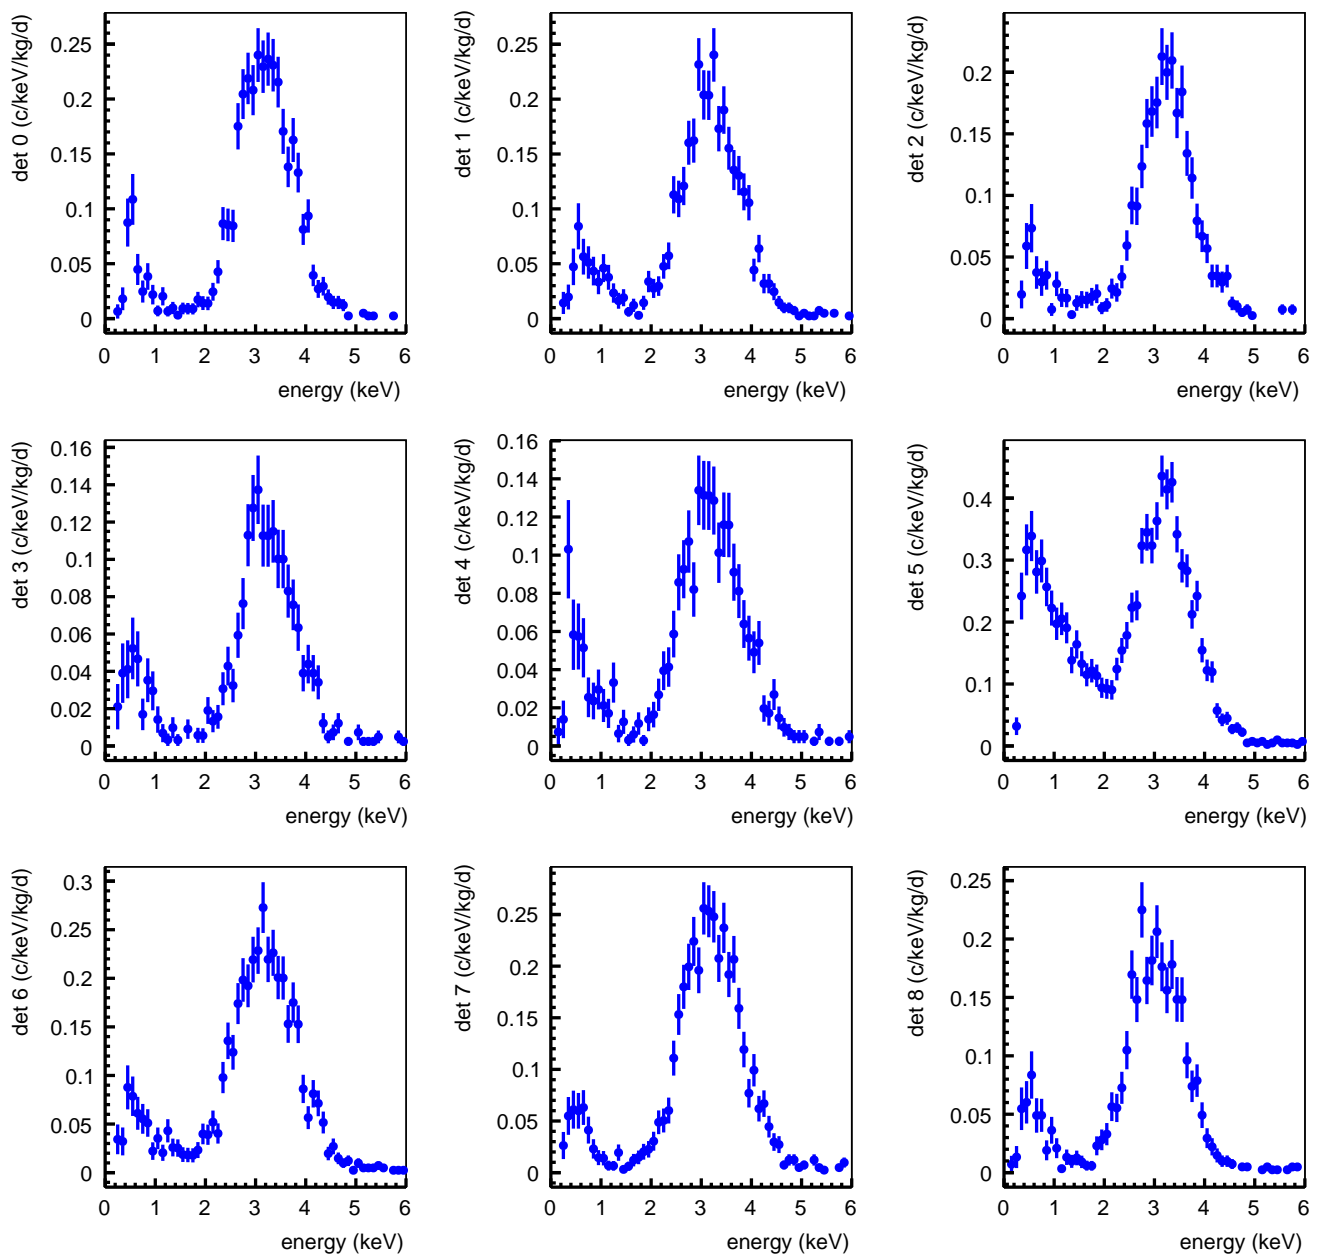 det 0 (c/keV/kg/d)
0.25
0.2
0.15
0.1
0.05
0
0 1 2 3 4 5 6
energy (keV)
det 1 (c/keV/kg/d)
0.25
0.2
0.15
0.1
0.05
0
0 1 2 3 4 5 6
energy (keV)
det 2 (c/keV/kg/d)
0.2
0.15
0.1
0.05
0
0 1 2 3 4 5 6
energy (keV)
det 3 (c/keV/kg/d)
0.16
0.14
0.12
0.1
0.08
0.06
0.04
0.02
0
0 1 2 3 4 5 6
energy (keV)
det 4 (c/keV/kg/d)
0.16
0.14
0.12
0.1
0.08
0.06
0.04
0.02
0
0 1 2 3 4 5 6
energy (keV)
det 5 (c/keV/kg/d)
0.4
0.3
0.2
0.1
0
0 1 2 3 4 5 6
energy (keV)
det 6 (c/keV/kg/d)
0.3
0.25
0.2
0.15
0.1
0.05
0
0 1 2 3 4 5 6
energy (keV)
det 7 (c/keV/kg/d)
0.25
0.2
0.15
0.1
0.05
0
0 1 2 3 4 5 6
energy (keV)
det 8 (c/keV/kg/d)
0.25
0.2
0.15
0.1
0.05
0
0 1 2 3 4 5 6
energy (keV)